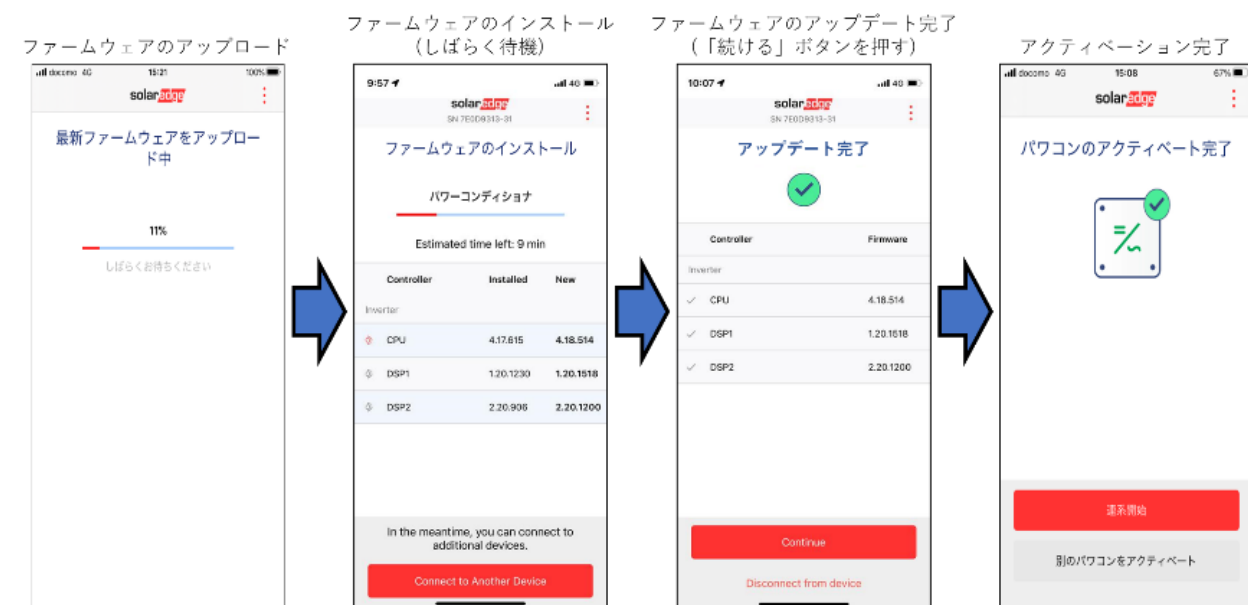 ファームウェアのアップロード
docomo 4G 15:21 100%
solaredge
最新ファームウェアをアップロー
ド中
11%
しばらくお待ちください
ファームウェアのインストール
(しばらく待機)
9:57 4G
solaredge
SN 7E0D9313-31
ファームウェアのインストール
パワーコンディショナ
Estimated time left: 9 min
Controller Installed New
Inverter
CPU 4.17.615 4.18.514
DSP1 1.20.1230 1.20.1518
DSP2 2.20.906 2.20.1200
In the meantime, you can connect to
additional devices.
Connect to Another Device
ファームウェアのアップデート完了
(「続ける」ボタンを押す)
10:07 4G
solaredge
SN 7E0D9313-31
アップデート完了
Controller Firmware
Inverter
CPU 4.18.514
DSP1 1.20.1518
DSP2 2.20.1200
Continue
Disconnect from device
アクティベーション完了
docomo 4G 15:08 67%
solaredge
パワコンのアクティベート完了
連系開始
別のパワコンをアクティベート